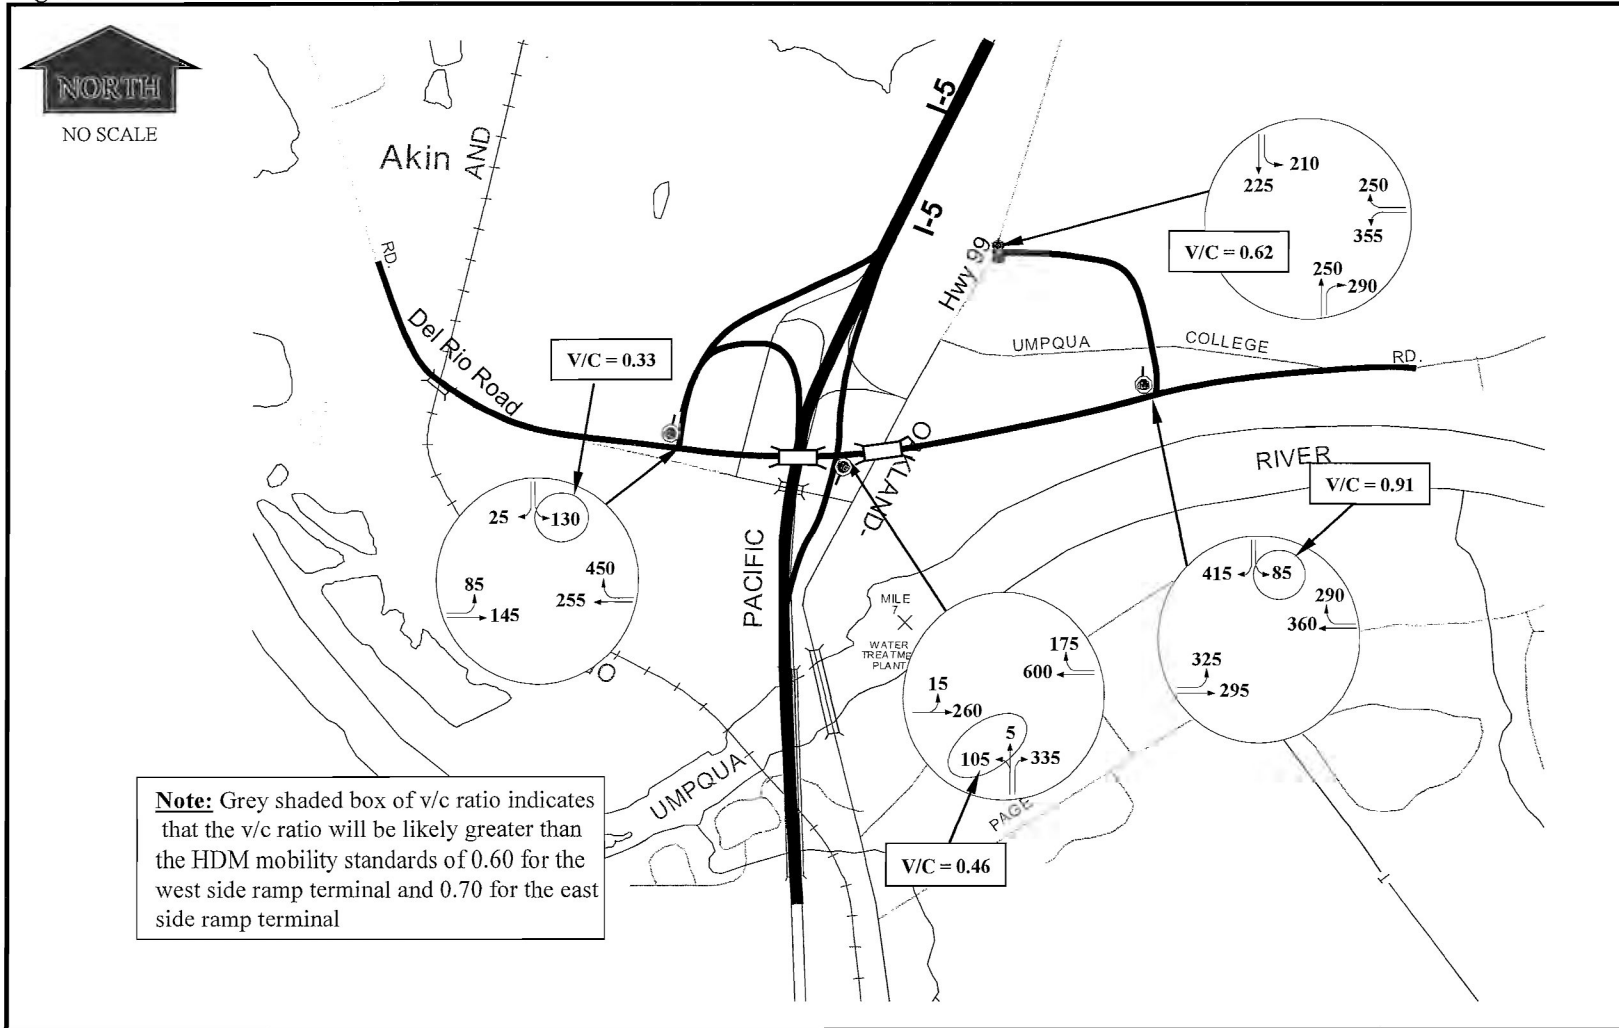 NORTH
NO SCALE
Akin
AND
I-5
I-5
Hwy 99
RD.
Del Rio Road
V/C = 0.33
25
130
85
145
450
255
PACIFIC
OAKLAND.
UMPQUA COLLEGE RD.
210
225
250
355
V/C = 0.62
250
290
RIVER
V/C = 0.91
415
85
290
360
325
295
MILE
7
WATER
TREATME
PLANT
175
600
15
260
5
105
335
V/C = 0.46
PAGE
UMPQUA
Note: Grey shaded box of v/c ratio indicates
that the v/c ratio will be likely greater than
the HDM mobility standards of 0.60 for the
west side ramp terminal and 0.70 for the east
side ramp terminal